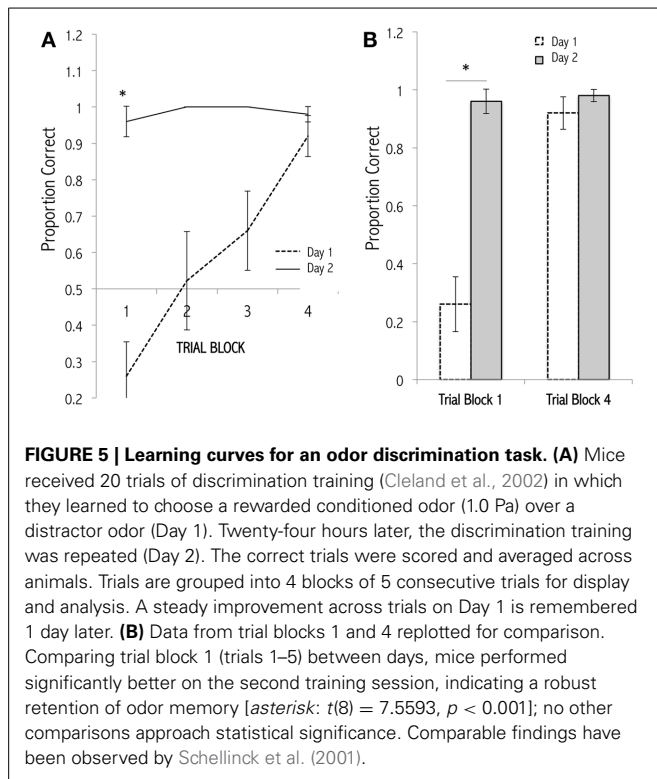 A
1.2
1.1
*
1
0.9
0.8
0.7
0.6
0.5
0.4
0.3
0.2
Proportion Correct
Day 1
Day 2
1 2 3 4
TRIAL BLOCK
B
Day 1
Day 2
1.2
*
1
0.8
0.6
0.4
0.2
0
Proportion Correct
Trial Block 1 Trial Block 4
FIGURE 5 | Learning curves for an odor discrimination task. (A) Mice
received 20 trials of discrimination training (Cleland et al., 2002) in which
they learned to choose a rewarded conditioned odor (1.0 Pa) over a
distractor odor (Day 1). Twenty-four hours later, the discrimination training
was repeated (Day 2). The correct trials were scored and averaged across
animals. Trials are grouped into 4 blocks of 5 consecutive trials for display
and analysis. A steady improvement across trials on Day 1 is remembered
1 day later. (B) Data from trial blocks 1 and 4 replotted for comparison.
Comparing trial block 1 (trials 1–5) between days, mice performed
significantly better on the second training session, indicating a robust
retention of odor memory [asterisk: t(8) = 7.5593, p < 0.001]; no other
comparisons approach statistical significance. Comparable findings have
been observed by Schellinck et al. (2001).